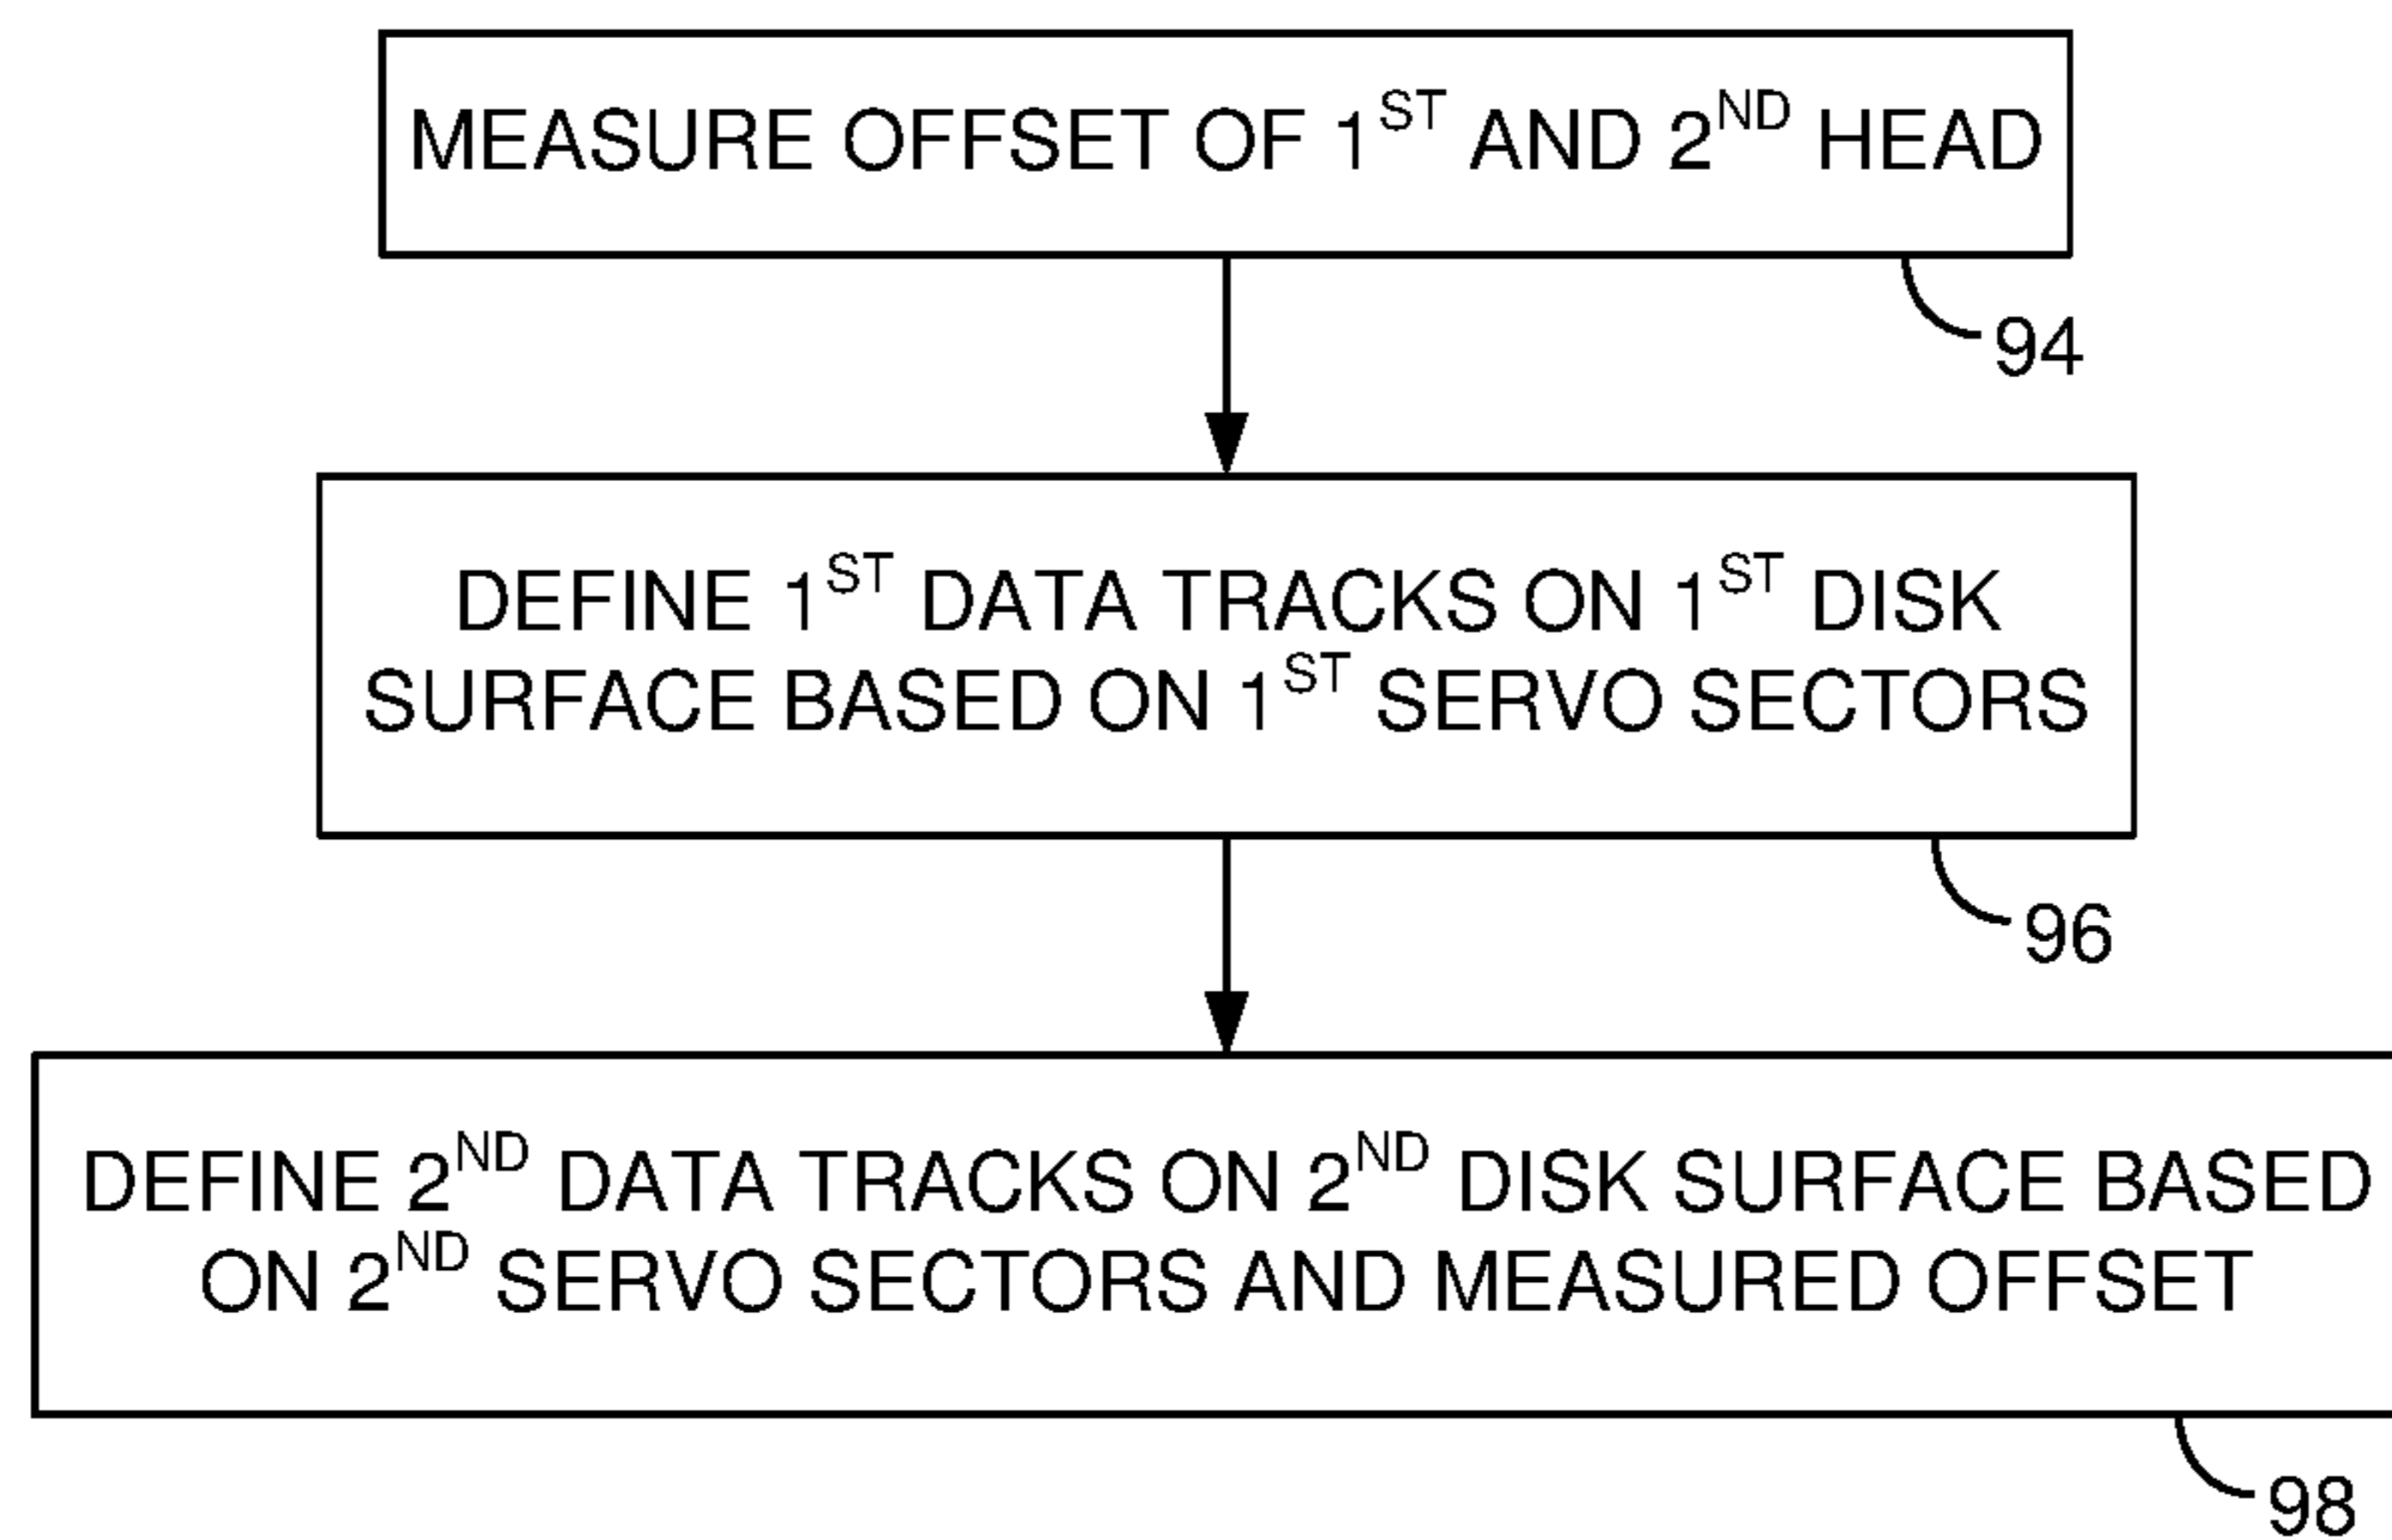 MEASURE OFFSET OF 1ST AND 2ND HEAD
94
DEFINE 1ST DATA TRACKS ON 1ST DISK
SURFACE BASED ON 1ST SERVO SECTORS
96
DEFINE 2ND DATA TRACKS ON 2ND DISK SURFACE BASED
ON 2ND SERVO SECTORS AND MEASURED OFFSET
98